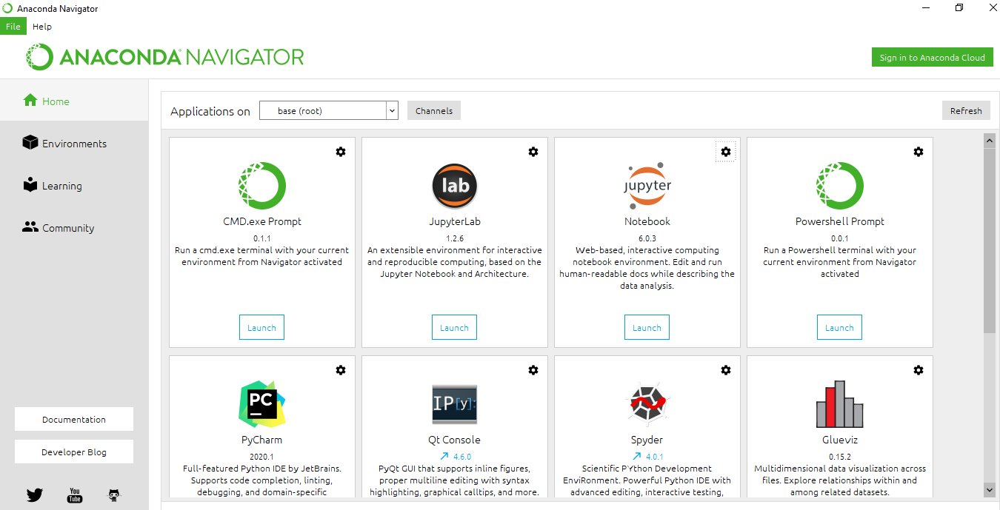 Anaconda Navigator
File Help
ANACONDA NAVIGATOR
Sign in to Anaconda Cloud
Home
Environments
Learning
Community
Documentation
Developer Blog
You
Tube
Applications on base (root) Channels Refresh
CMD.exe Prompt
0.1.1
Run a cmd.exe terminal with your current
environment from Navigator activated
Launch
lab
JupyterLab
1.2.6
An extensible environment for interactive
and reproducible computing, based on the
Jupyter Notebook and Architecture.
Launch
jupyter
Notebook
6.0.3
Web-based, interactive computing
notebook environment. Edit and run
human-readable docs while describing the
data analysis.
Launch
Powershell Prompt
0.0.1
Run a Powershell terminal with your
current environment from Navigator
activated
Launch
PC
PyCharm
2020.1
Full-featured Python IDE by JetBrains.
Supports code completion, linting,
debugging, and domain-specific
IP[y]:
Qt Console
4.6.0
PyQt GUI that supports inline figures,
proper multiline editing with syntax
highlighting, graphical calltips, and more.
Spyder
4.0.1
Scientific PYthon Development
EnviRonment. Powerful Python IDE with
advanced editing, interactive testing,
Glueviz
0.15.2
Multidimensional data visualization across
files. Explore relationships within and
among related datasets.